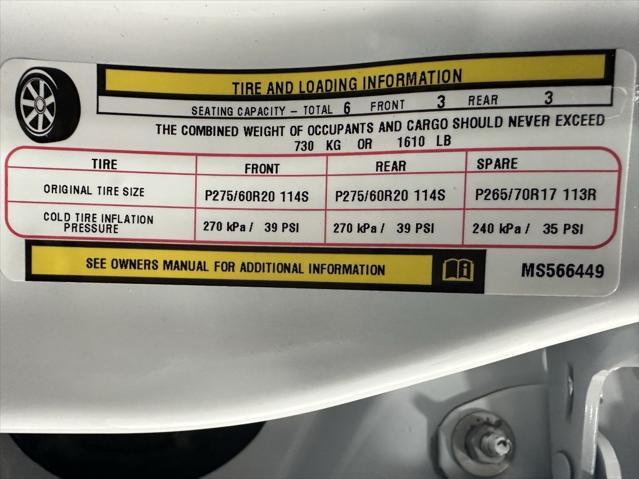 TIRE AND LOADING INFORMATION
SEATING CAPACITY - TOTAL 6 FRONT 3 REAR 3
THE COMBINED WEIGHT OF OCCUPANTS AND CARGO SHOULD NEVER EXCEED
730 KG OR 1610 LB
TIRE FRONT REAR SPARE
ORIGINAL TIRE SIZE P275/60R20 114S P275/60R20 114S P265/70R17 113R
COLD TIRE INFLATION
PRESSURE 270 kPa / 39 PSI 270 kPa / 39 PSI 240 kPa / 35 PSI
SEE OWNERS MANUAL FOR ADDITIONAL INFORMATION MS566449